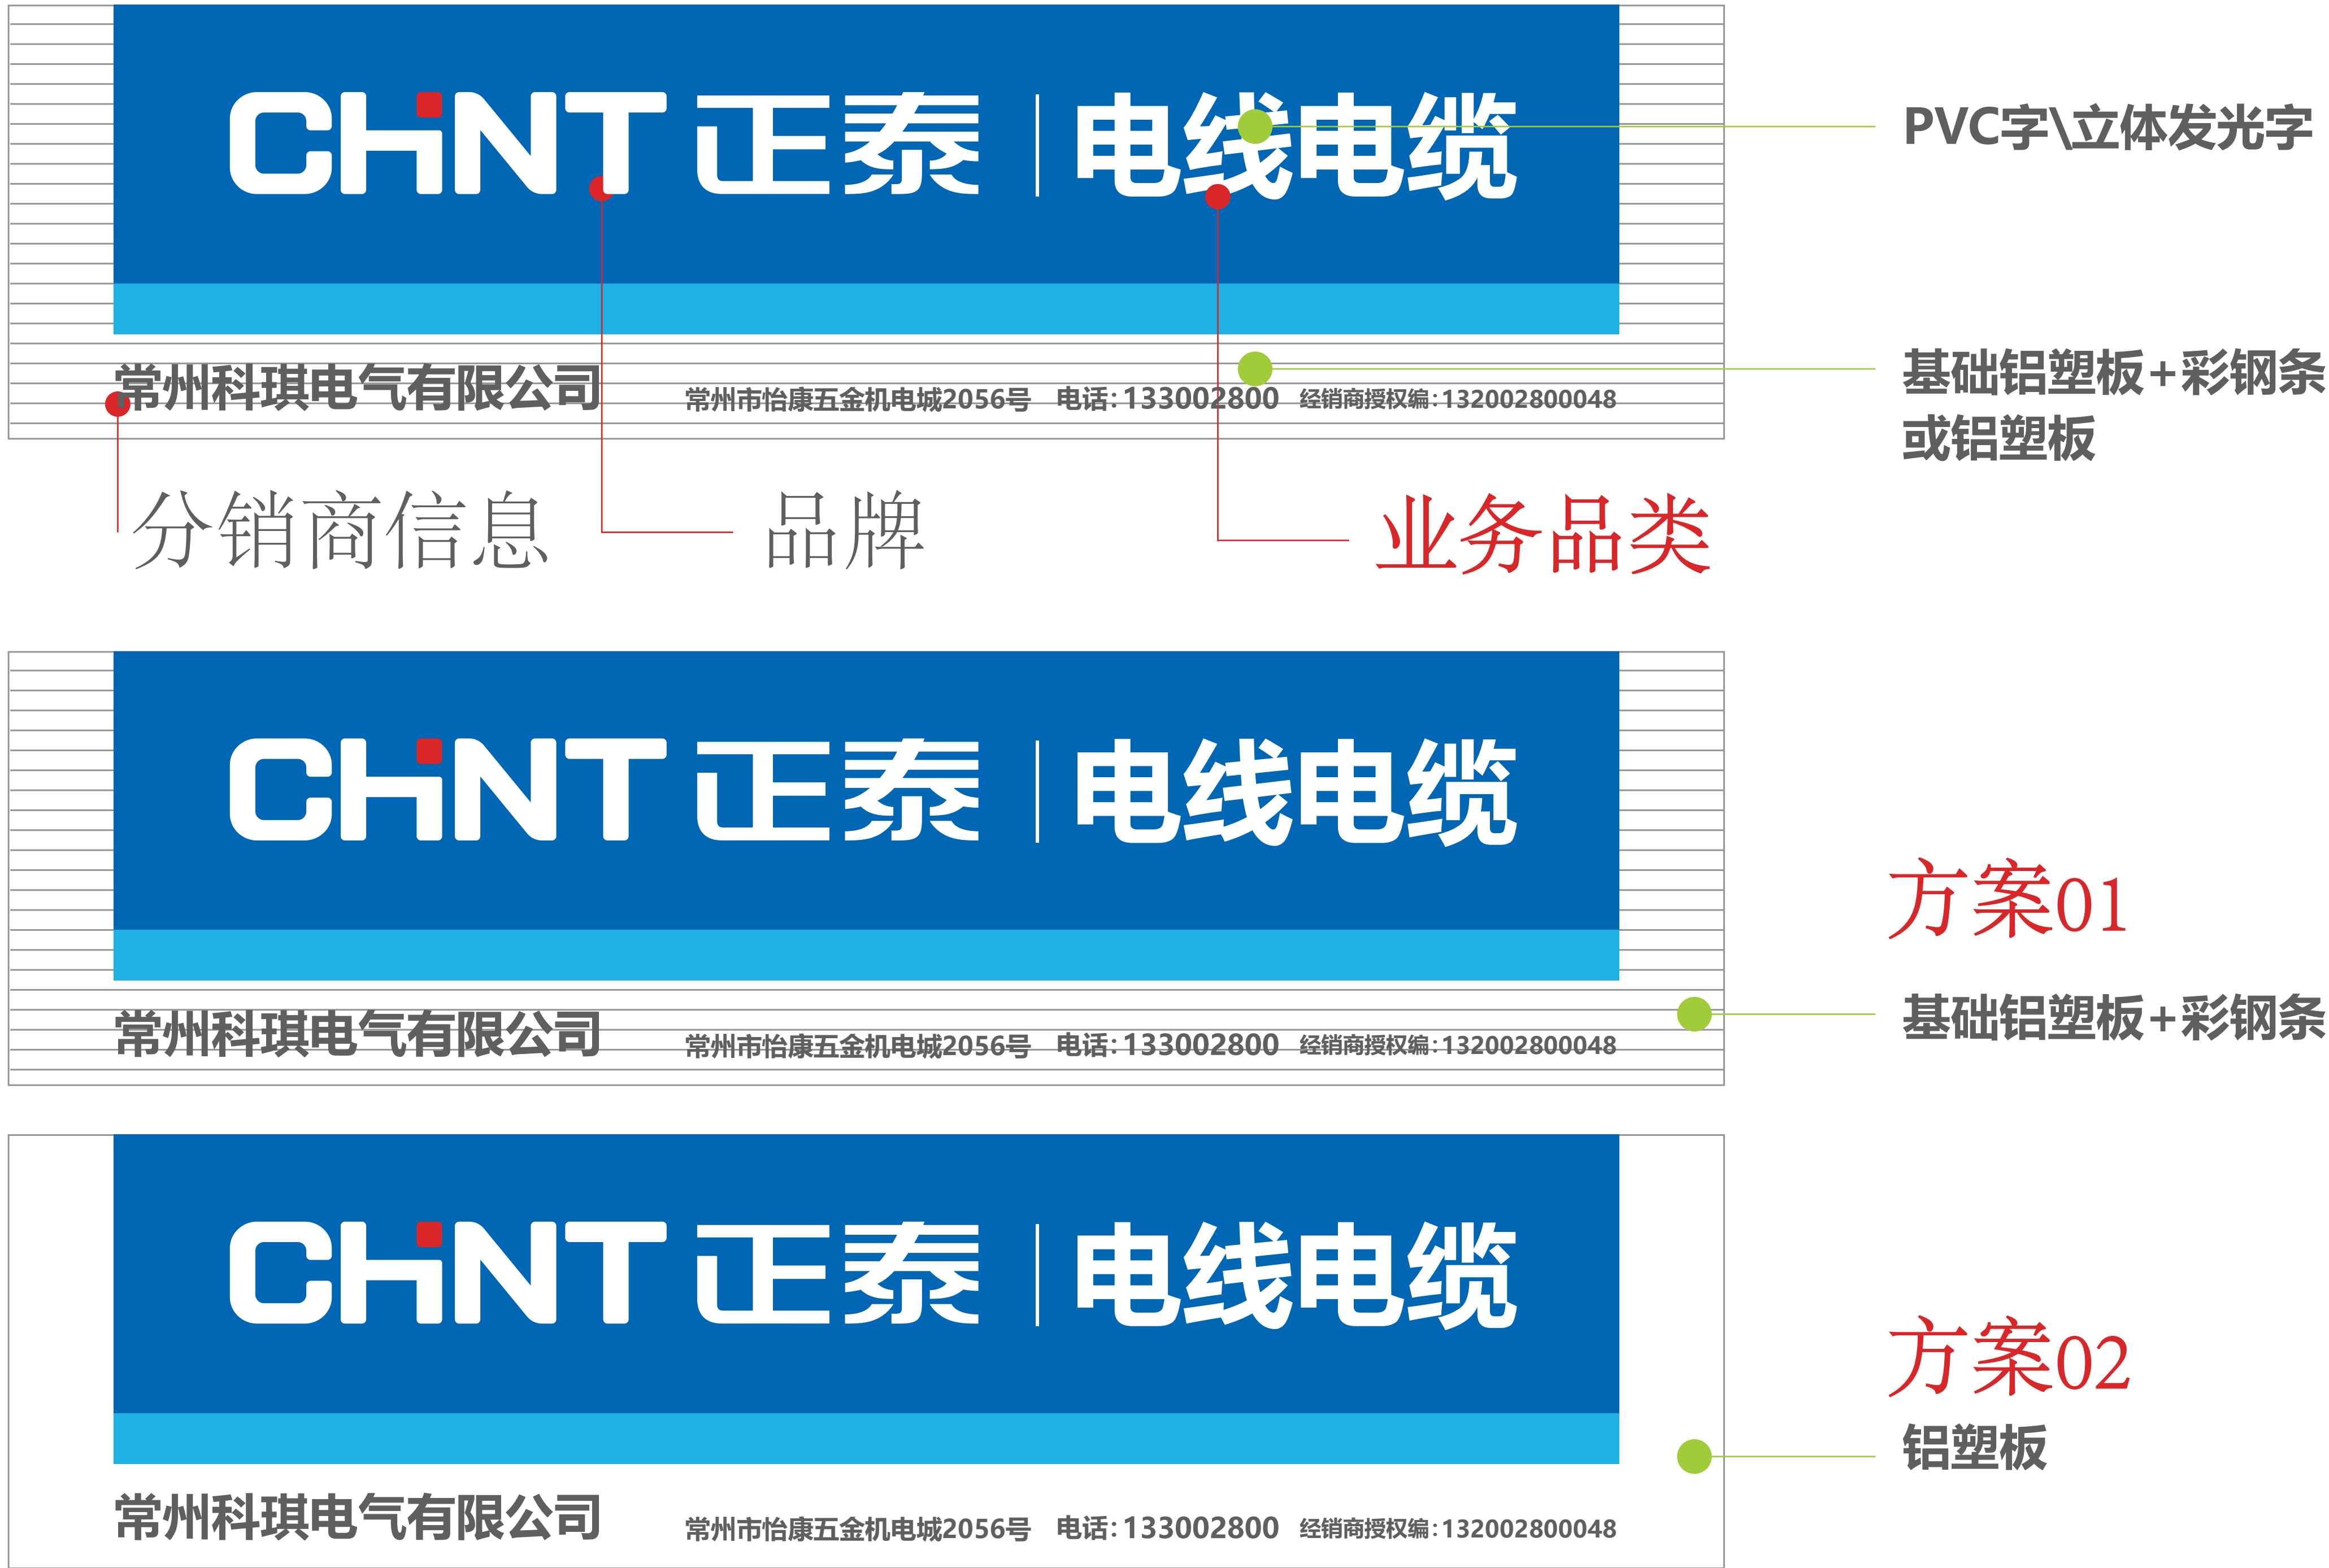 CHNT 正泰 | 电线电缆
PVC字\立体发光字
基础铝塑板+彩钢条
或铝塑板
常州科琪电气有限公司 常州市怡康五金机电城2056号 电话:133002800 经销商授权编:132002800048
分销商信息 品牌 业务品类
CHNT 正泰 | 电线电缆
方案01
基础铝塑板+彩钢条
常州科琪电气有限公司 常州市怡康五金机电城2056号 电话:133002800 经销商授权编:132002800048
CHNT 正泰 | 电线电缆
方案02
铝塑板
常州科琪电气有限公司 常州市怡康五金机电城2056号 电话:133002800 经销商授权编:132002800048